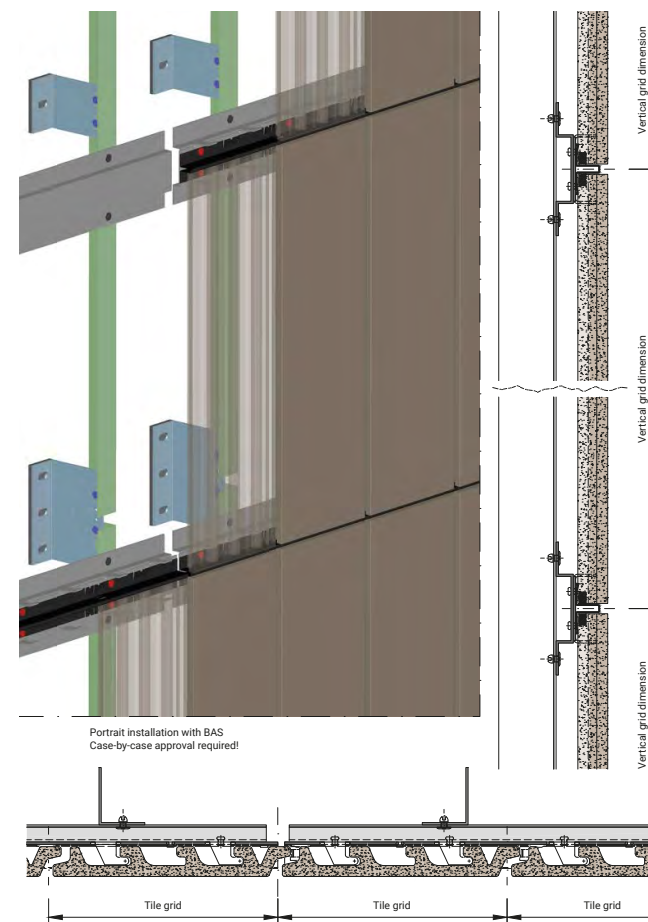 Vertical grid dimension
Vertical grid dimension
Vertical grid dimension
Portrait installation with BAS
Case-by-case approval required!
Tile grid
Tile grid
Tile grid